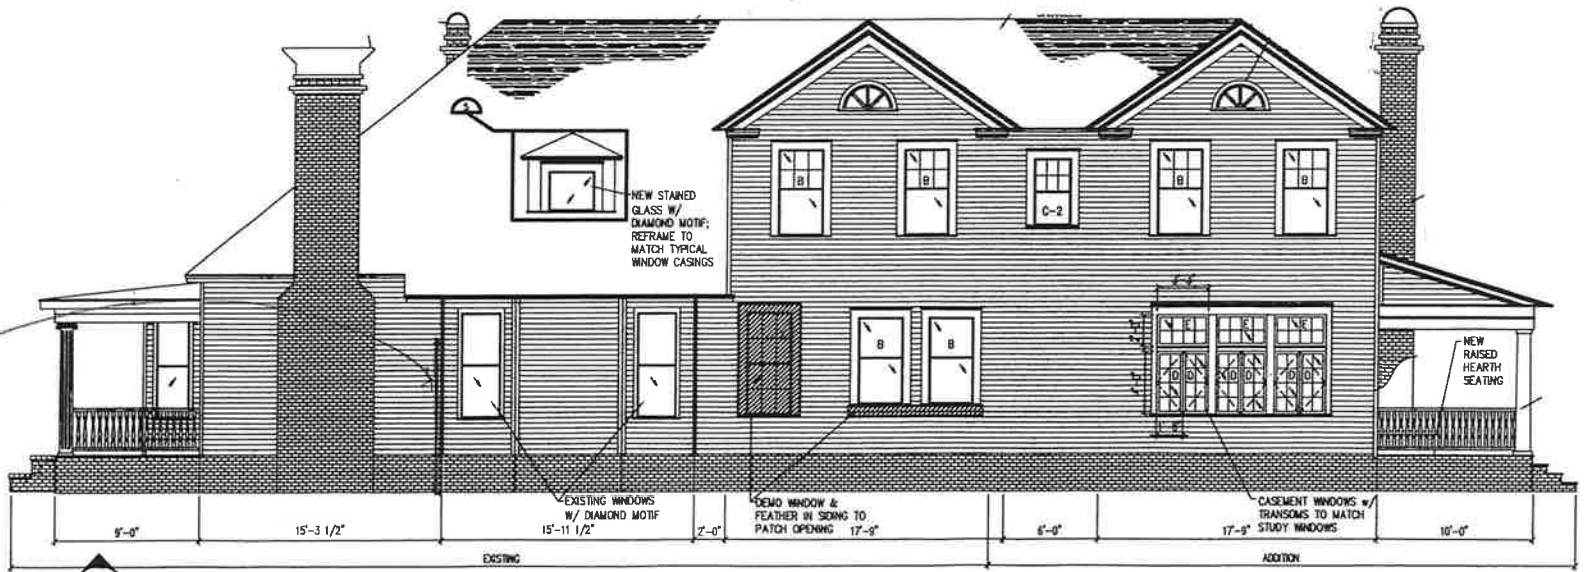 S
NEW STAINED
GLASS W/
DIAMOND MOTIF;
REFRAME TO
MATCH TYPICAL
WINDOW CASINGS
B
B
C-2
B
B
B
B
E
E
E
D
D
D
D
D
D
NEW
RAISED
HEARTH
SEATING
EXISTING WINDOWS
W/ DIAMOND MOTIF
DEMO WINDOW &
FEATHER IN SIDING TO
PATCH OPENING
CASEMENT WINDOWS w/
TRANSOMS TO MATCH
STUDY WINDOWS
9'-0"
15'-3 1/2"
15'-11 1/2"
2'-0"
17'-9"
6'-0"
17'-9"
10'-0"
EXISTING
ADDITION